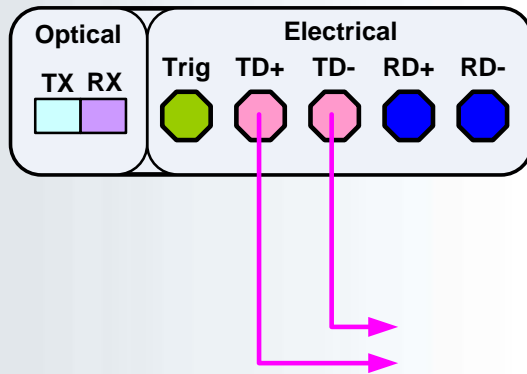 Optical
TX RX
Electrical
Trig TD+ TD- RD+ RD-